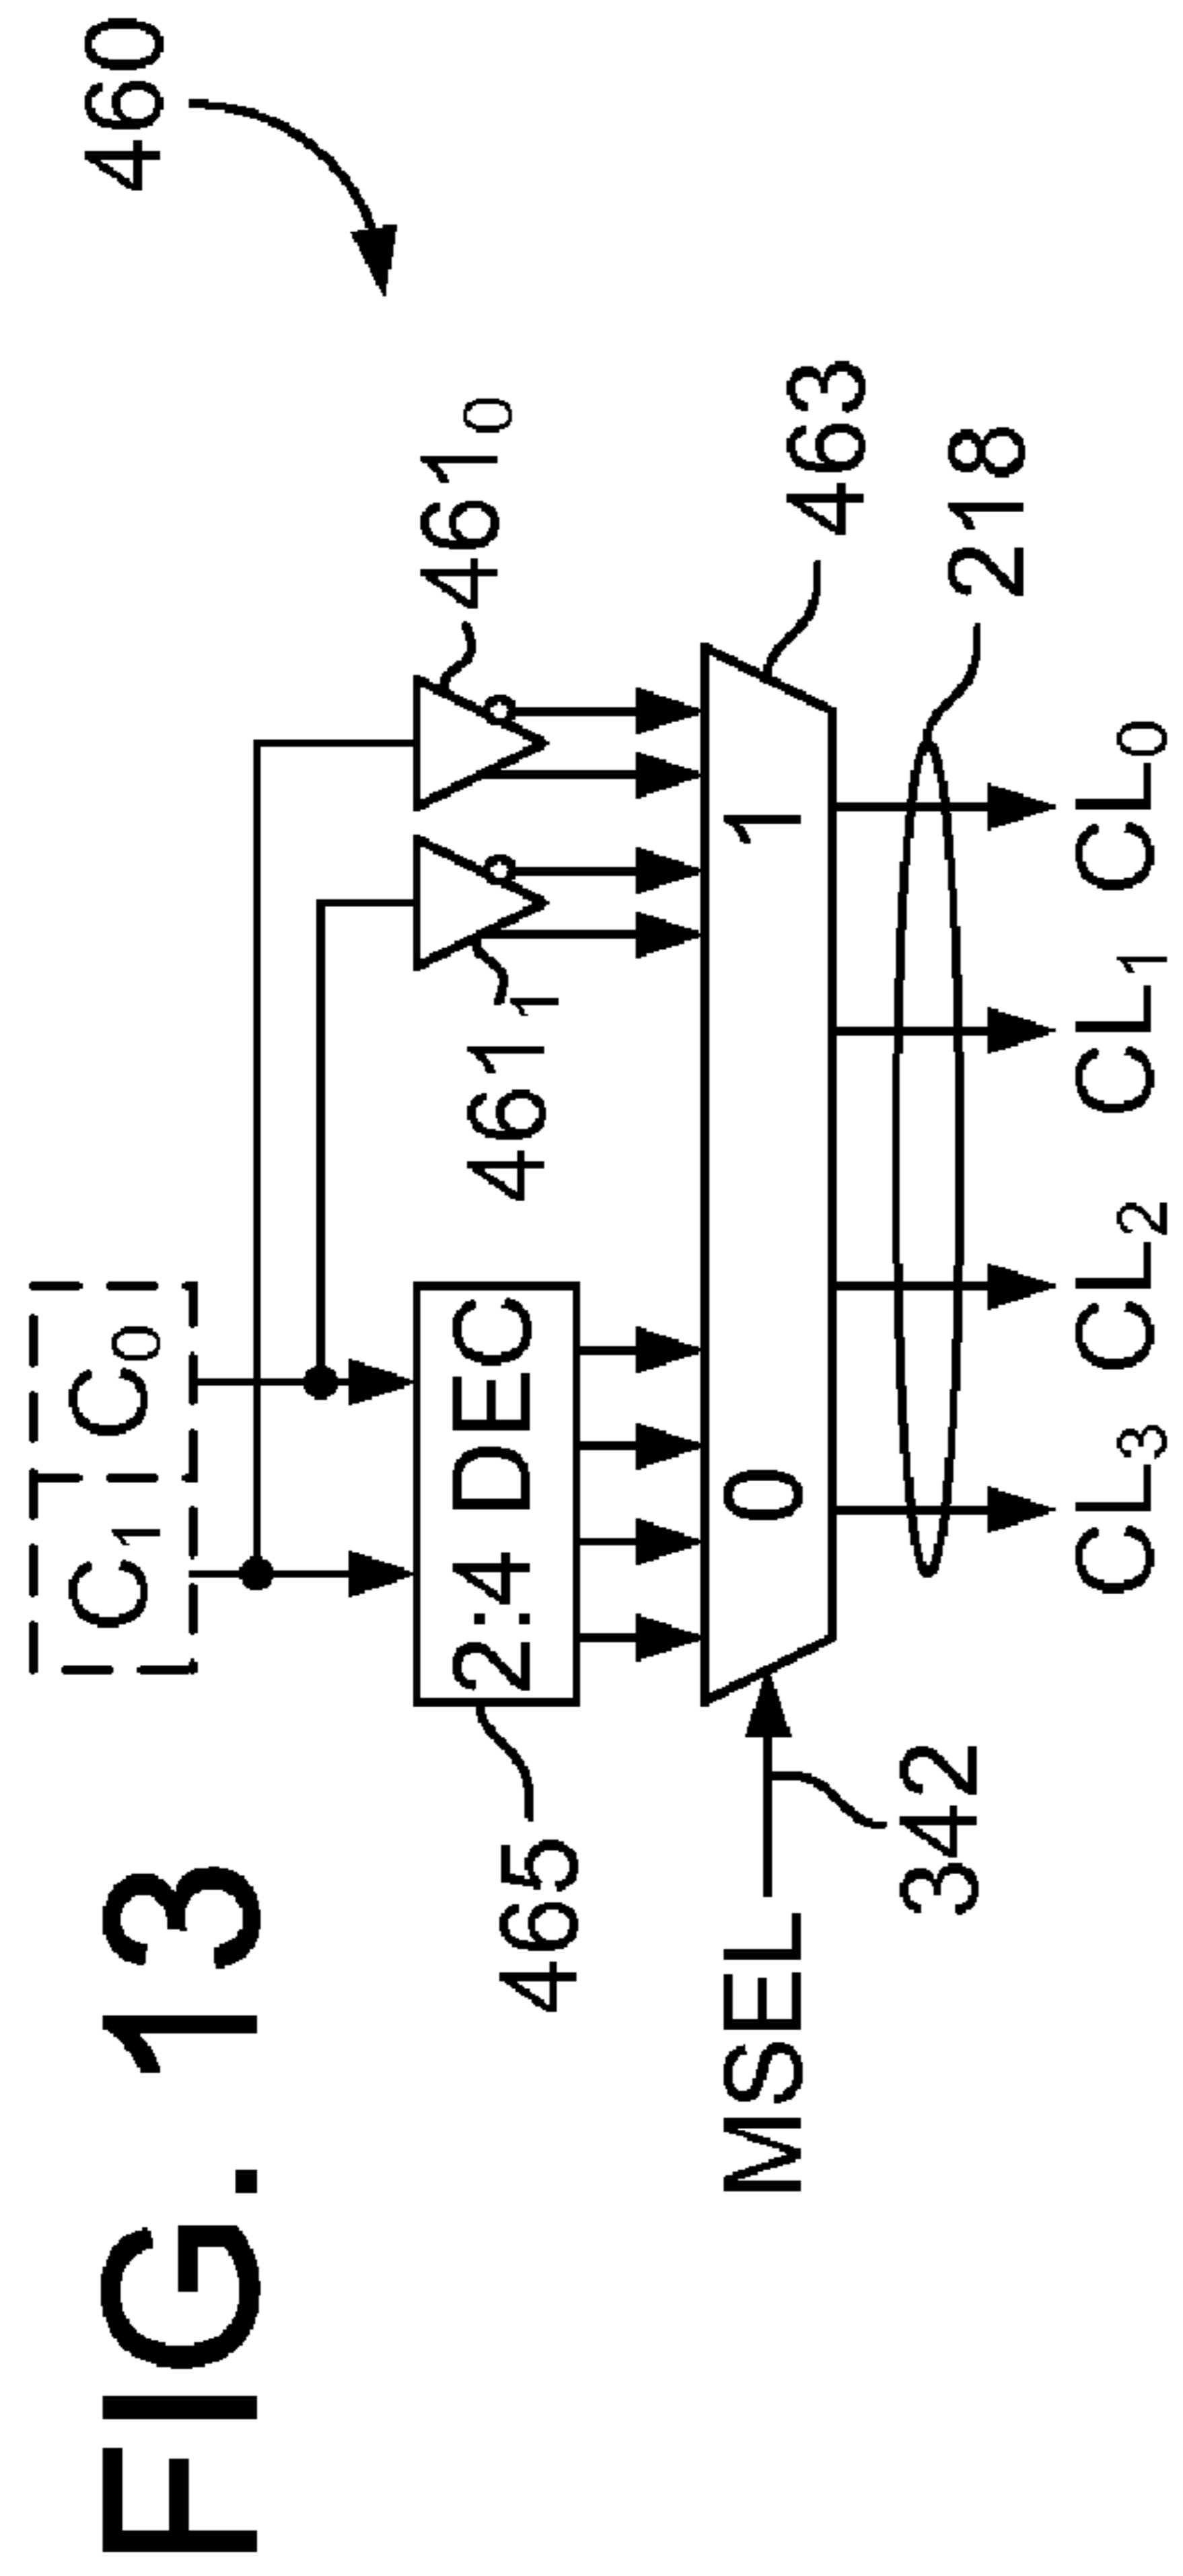 FIG. 13
460
C₁ C₀
465
2:4 DEC
461₁
461₀
MSEL
342
0
1
463
218
CL₃ CL₂ CL₁ CL₀